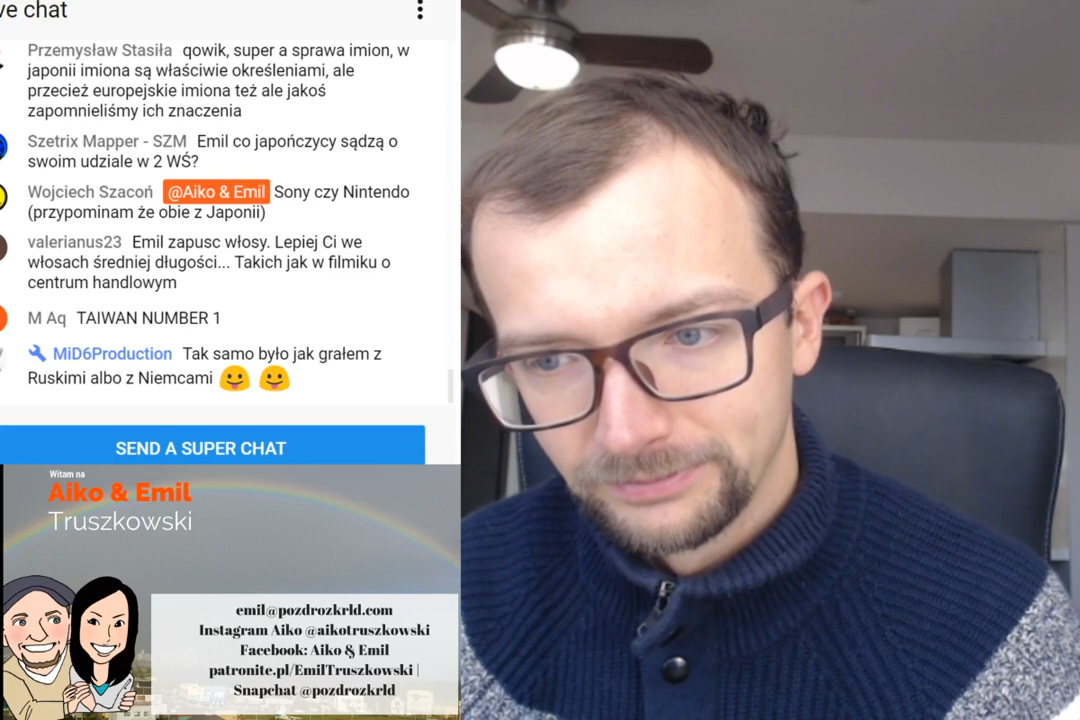 ve chat
Przemysław Stasiła qowik, super a sprawa imion, w
japonii imiona są właściwie określeniami, ale
przecież europejskie imiona też ale jakoś
zapomnieliśmy ich znaczenia
Szetrix Mapper - SZM Emil co japończycy sądzą o
swoim udziale w 2 WŚ?
Wojciech Szacoń @Aiko & Emil Sony czy Nintendo
(przypominam że obie z Japonii)
valerianus23 Emil zapusc włosy. Lepiej Ci we
włosach średniej długości... Takich jak w filmiku o
centrum handlowym
M Aq TAIWAN NUMBER 1
MiD6Production Tak samo było jak grałem z
Ruskimi albo z Niemcami 😛 😛
SEND A SUPER CHAT
Witam na
Aiko & Emil
Truszkowski
emil@pozdrozkrld.com
Instagram Aiko @aikotruszkowski
Facebook: Aiko & Emil
patronite.pl/EmilTruszkowski |
Snapchat @pozdrozkrld